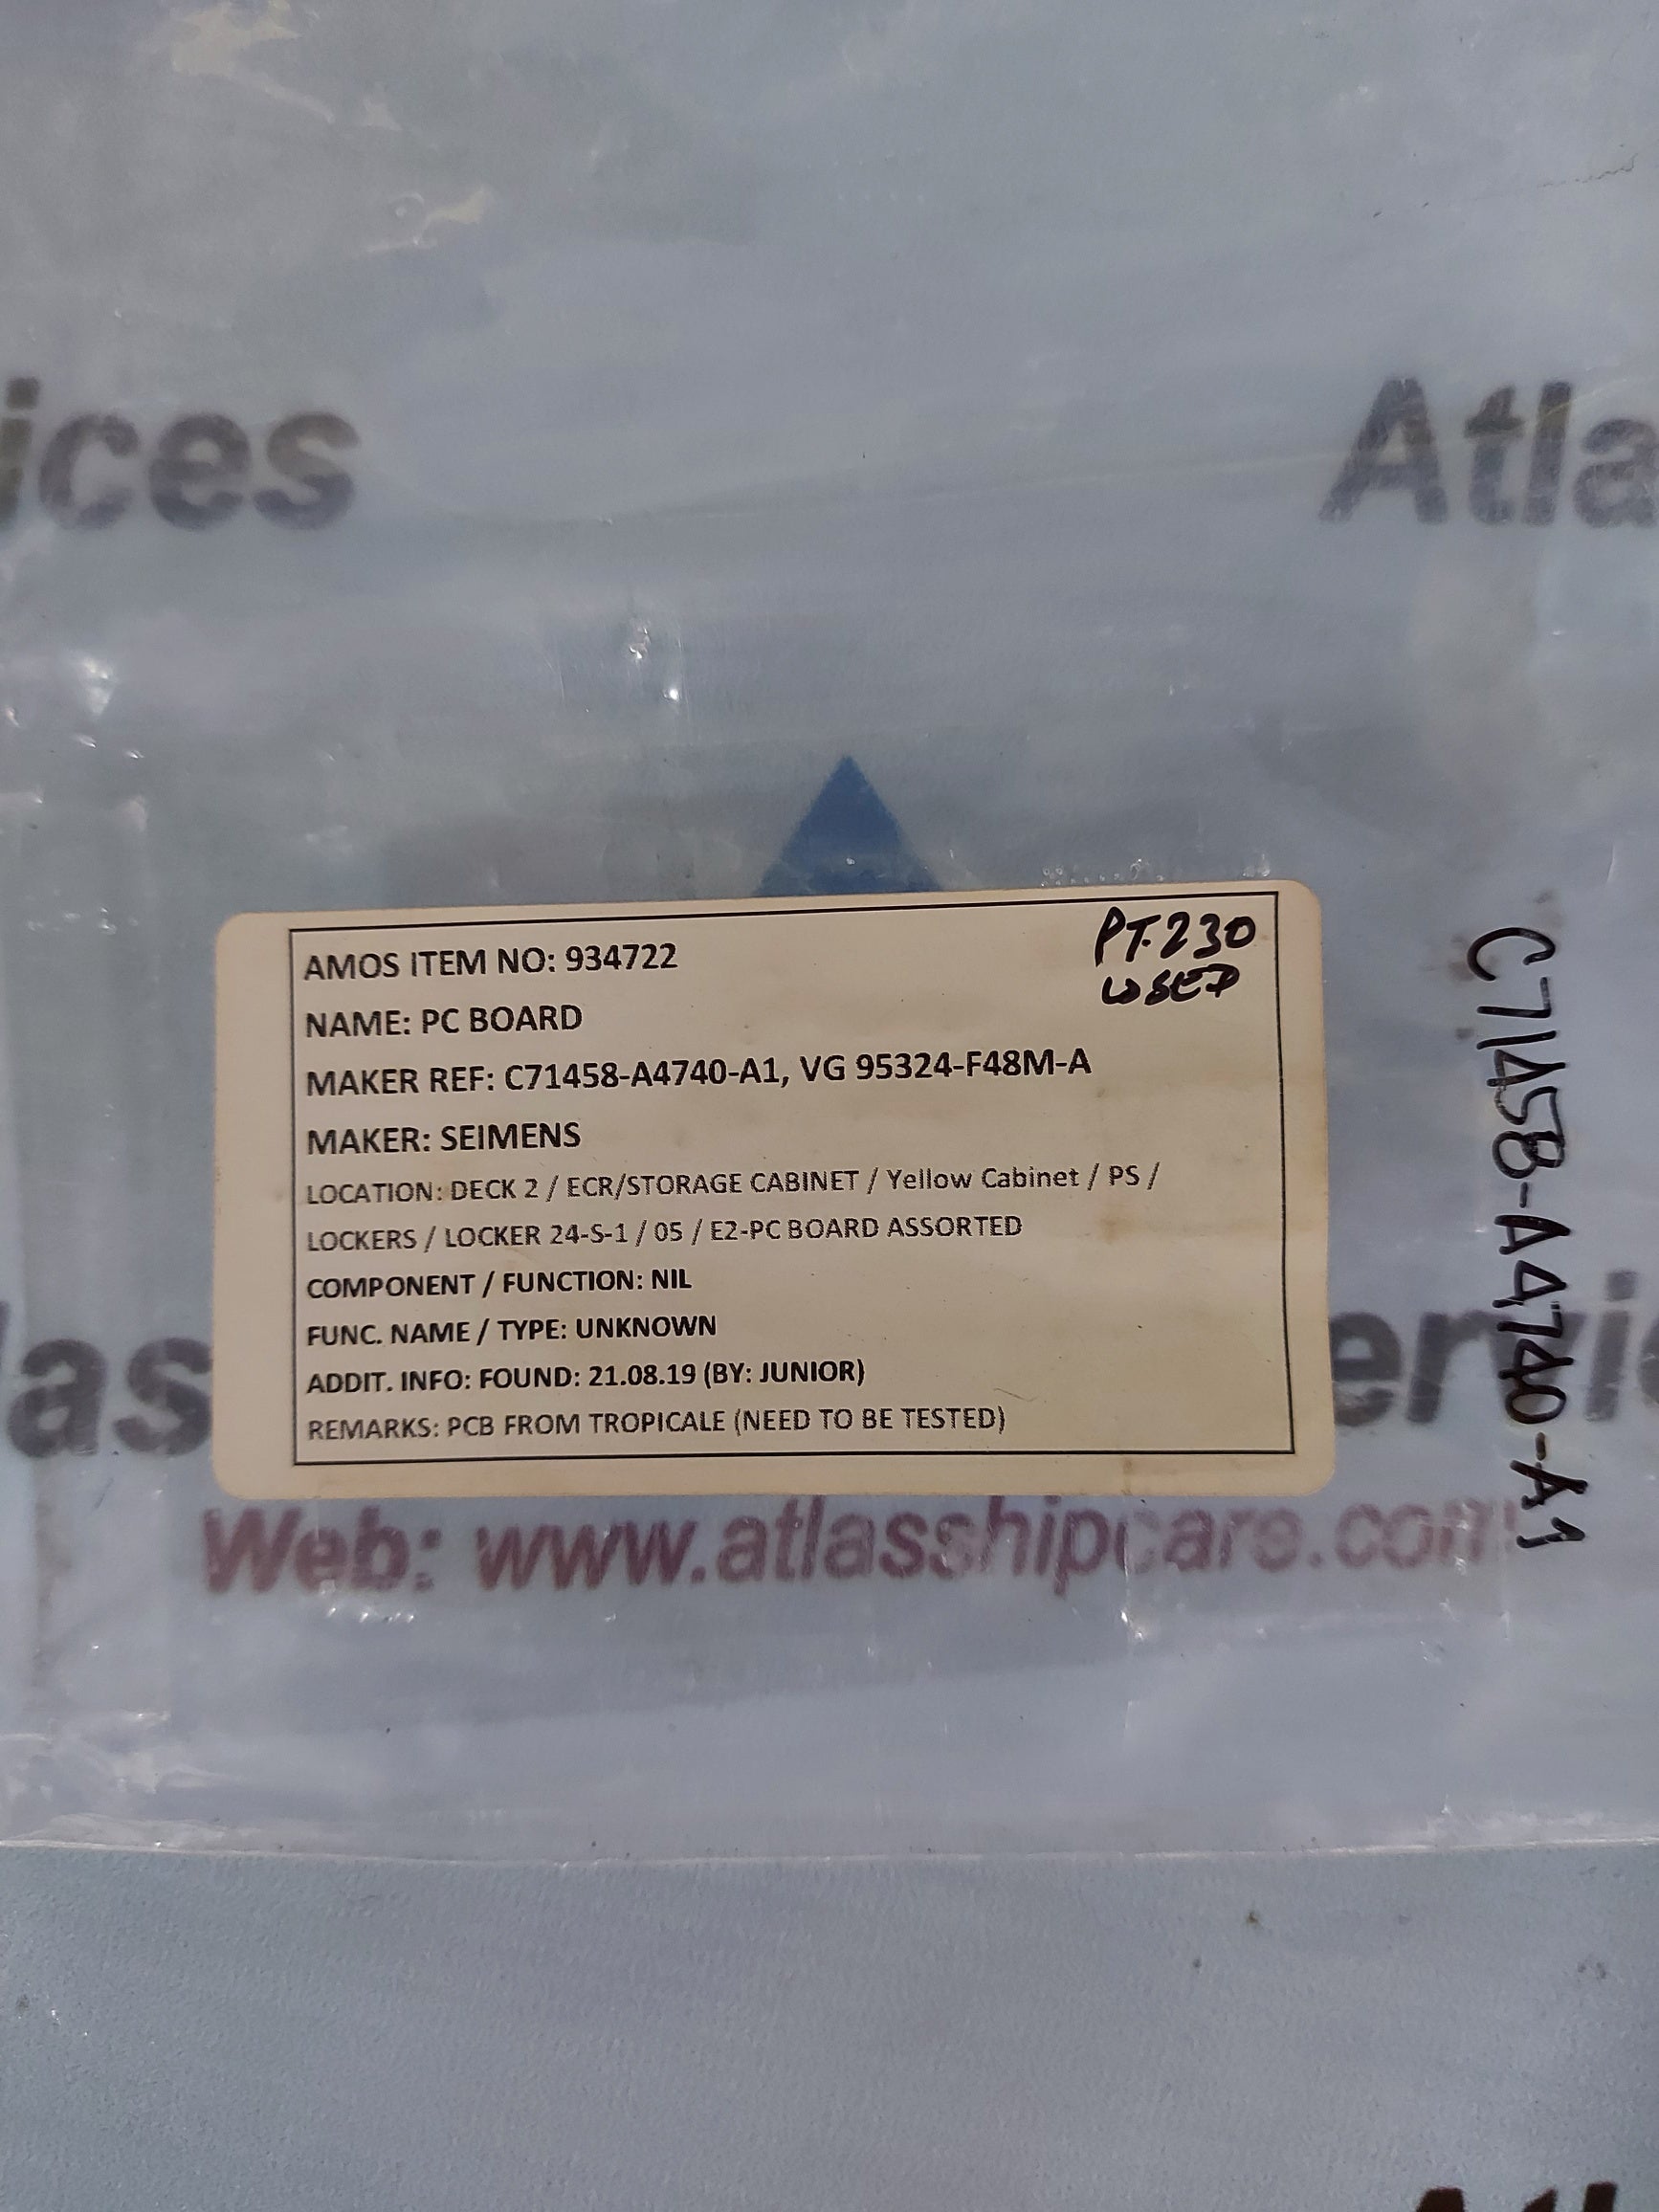 ices
Atla
AMOS ITEM NO: 934722
PT.230
USED
NAME: PC BOARD
MAKER REF: C71458-A4740-A1, VG 95324-F48M-A
MAKER: SEIMENS
LOCATION: DECK 2 / ECR/STORAGE CABINET / Yellow Cabinet / PS /
LOCKERS / LOCKER 24-S-1 / 05 / E2-PC BOARD ASSORTED
COMPONENT / FUNCTION: NIL
FUNC. NAME / TYPE: UNKNOWN
ADDIT. INFO: FOUND: 21.08.19 (BY: JUNIOR)
REMARKS: PCB FROM TROPICALE (NEED TO BE TESTED)
C71458-A4740-A1
las
ervic
Web: www.atlasshipcare.com
Atl